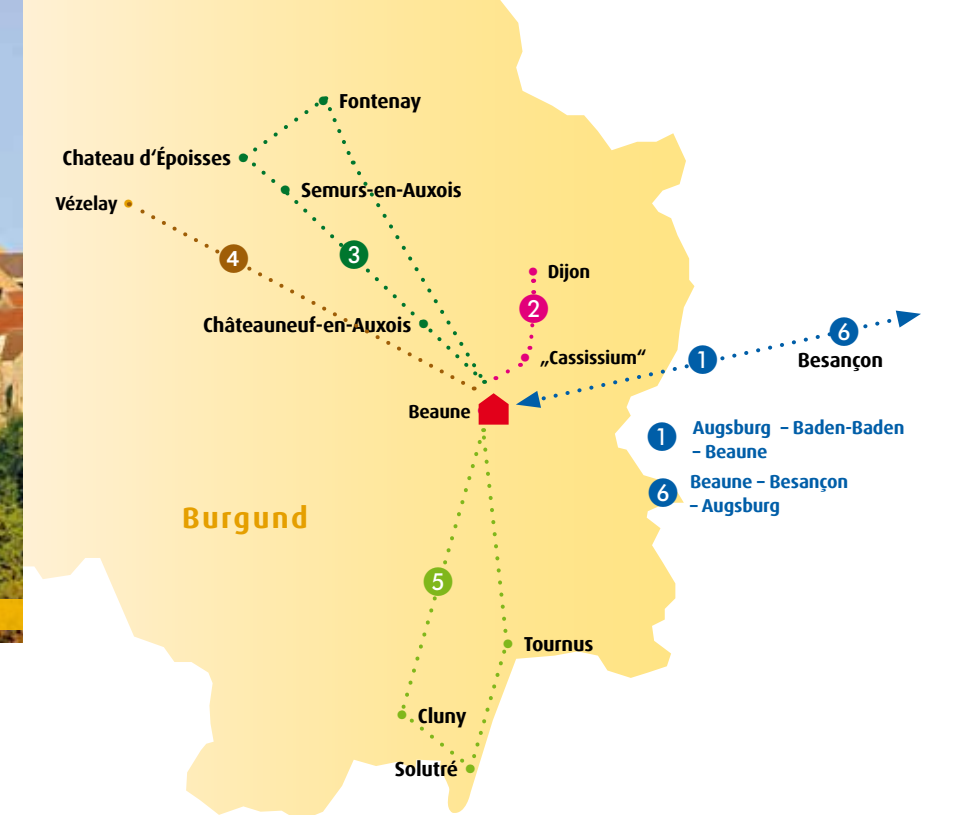 Fontenay
Chateau d‘Époisses
Semurs-en-Auxois
Vézelay
4
3
Dijon
2
Châteauneuf-en-Auxois
6
„Cassissium“
1
Besançon
Beaune
1 Augsburg – Baden-Baden
– Beaune
6 Beaune – Besançon
– Augsburg
Burgund
5
Tournus
Cluny
Solutré